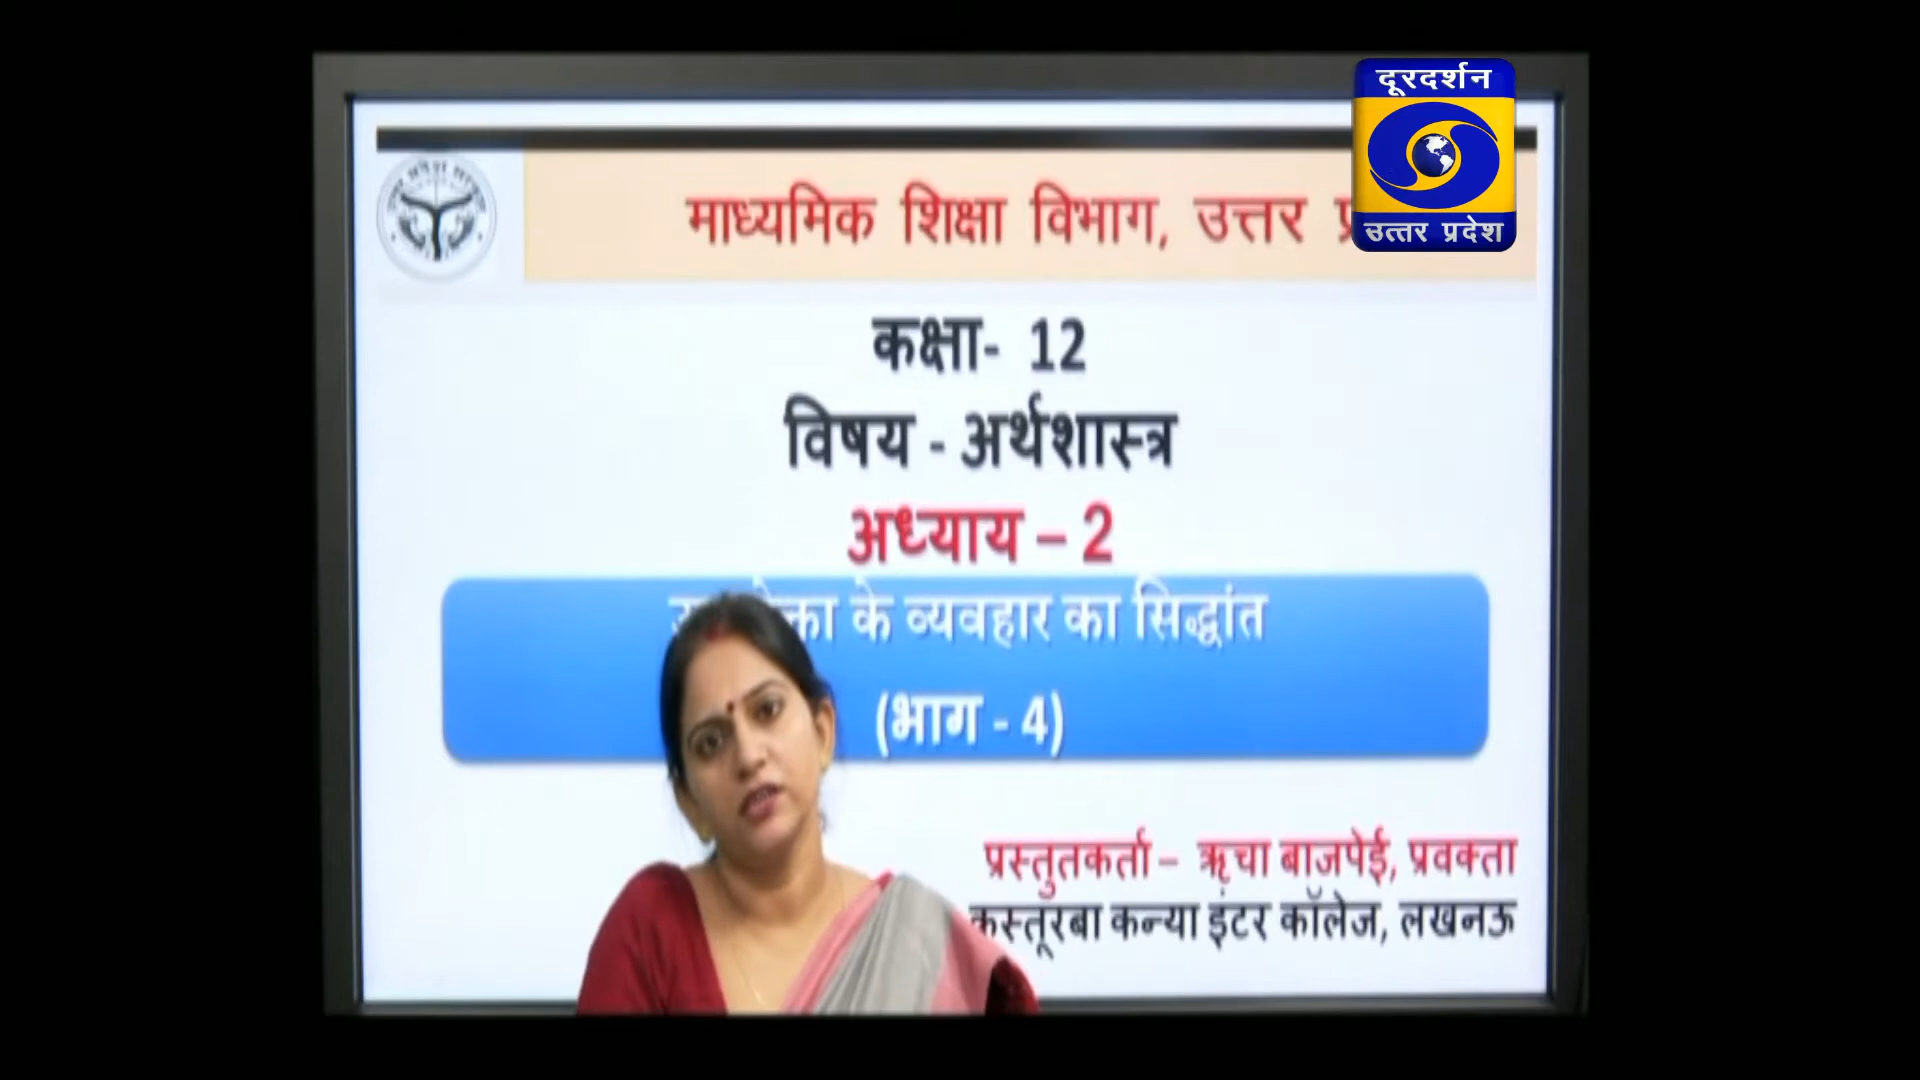 दूरदर्शन
उत्तर प्रदेश
माध्यमिक शिक्षा विभाग, उत्तर
कक्षा- 12
विषय - अर्थशास्त्र
अध्याय – 2
के व्यवहार का सिद्धांत
(भाग - 4)
प्रस्तुतकर्ता – ऋचा बाजपेई, प्रवक्ता
कस्तूरबा कन्या इंटर कॉलेज, लखनऊ